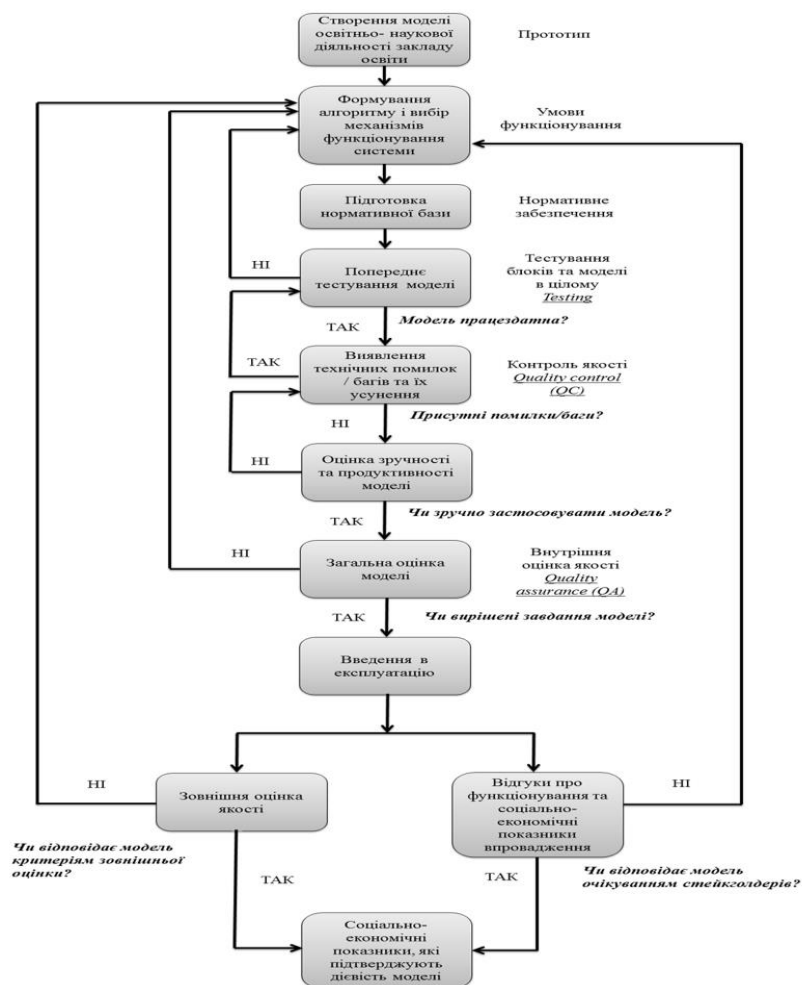 Створення моделі
освітньо- наукової
діяльності закладу
освіти
Прототип
Формування
алгоритму і вибір
механізмів
функціонування
системи
Умови
функціонування
Підготовка
нормативної бази
Нормативне
забезпечення
НІ
Попереднє
тестування моделі
Тестування
блоків та моделі
в цілому
Testing
ТАК
Модель працездатна?
ТАК
Виявлення
технічних помилок
/ багів та їх
усунення
Контроль якості
Quality control
(QC)
НІ
Присутні помилки/баги?
НІ
Оцінка зручності
та продуктивності
моделі
ТАК
Чи зручно застосовувати модель?
НІ
Загальна оцінка
моделі
Внутрішня
оцінка якості
Quality
assurance (QA)
ТАК
Чи вирішені завдання моделі?
Введення в
експлуатацію
НІ
Зовнішня оцінка
якості
Відгуки про
функціонування та
соціально-
економічні
показники
впровадження
НІ
Чи відповідає модель
критеріям зовнішньої
оцінки?
ТАК
ТАК
Чи відповідає модель
очікуванням стейкголдерів?
Соціально-
економічні
показники, які
підтверджують
дієвість моделі